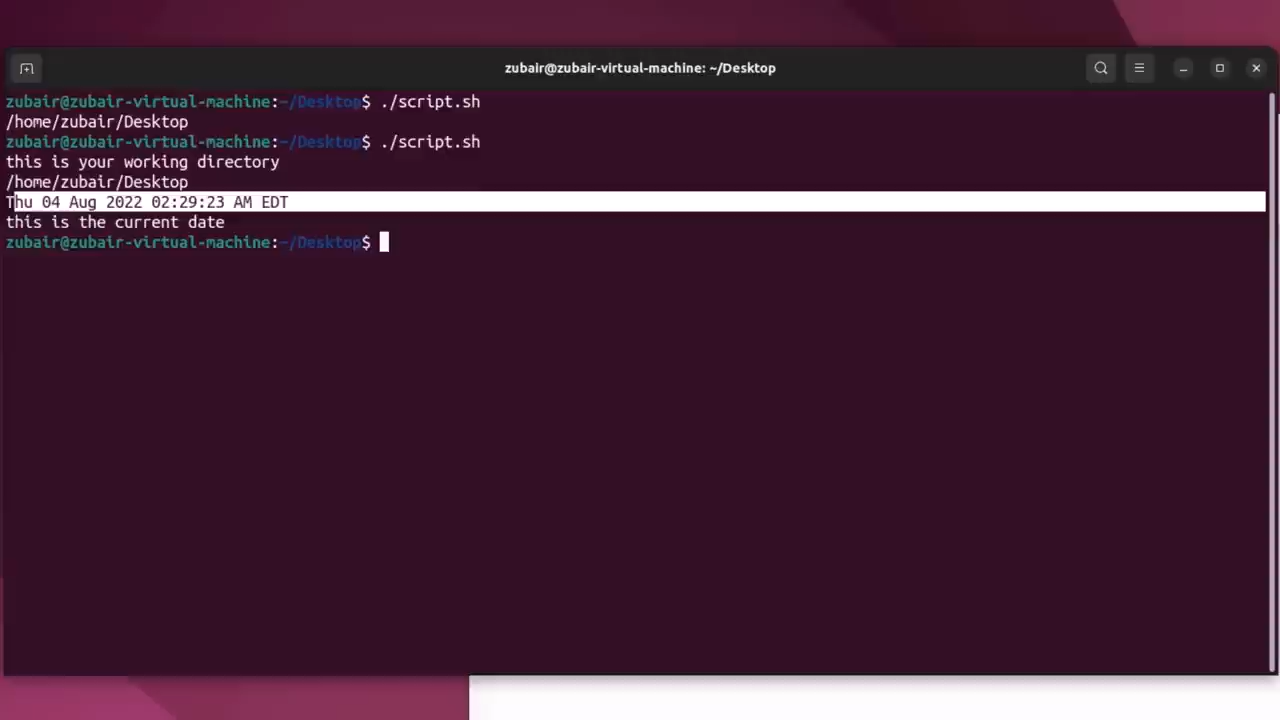 zubair@zubair-virtual-machine: ~/Desktop
zubair@zubair-virtual-machine:~/Desktop$ ./script.sh
/home/zubair/Desktop
zubair@zubair-virtual-machine:~/Desktop$ ./script.sh
this is your working directory
/home/zubair/Desktop
Thu 04 Aug 2022 02:29:23 AM EDT
this is the current date
zubair@zubair-virtual-machine:~/Desktop$